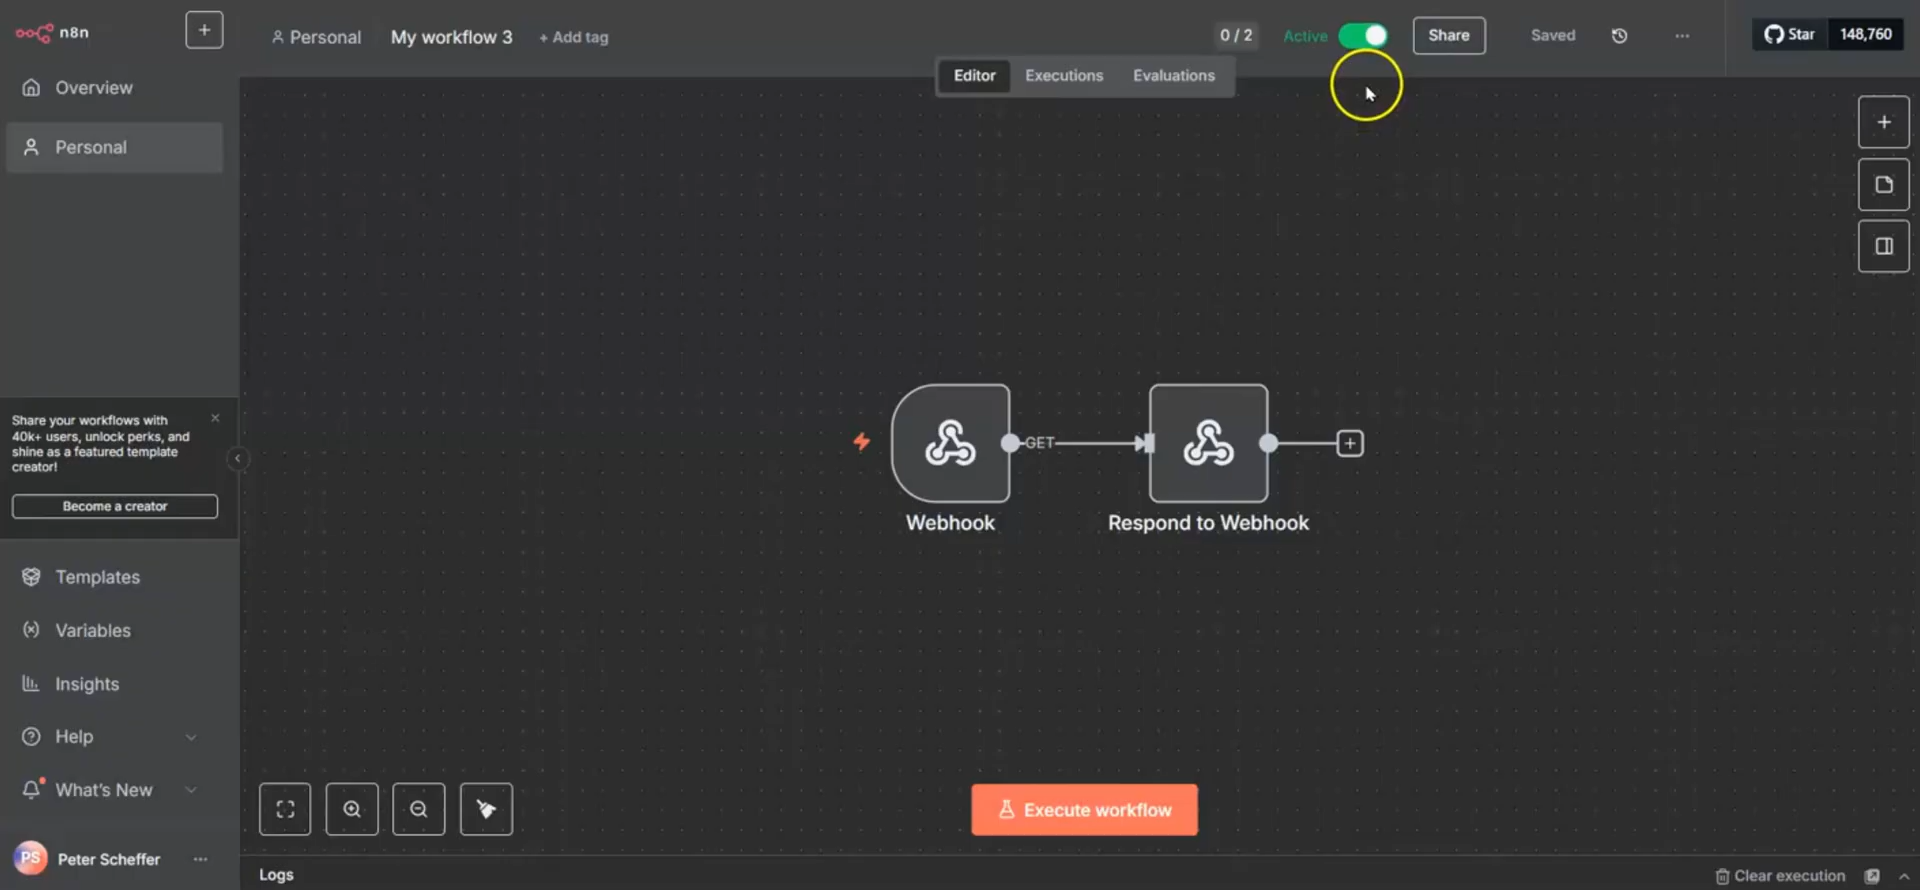 n8n
Personal
My workflow 3
+ Add tag
0 / 2
Active
Share
Saved
Star
148,760
Editor
Executions
Evaluations
Overview
Personal
Share your workflows with
40k+ users, unlock perks, and
shine as a featured template
creator!
Become a creator
GET
Webhook
Respond to Webhook
Templates
Variables
Insights
Help
What's New
Execute workflow
PS
Peter Scheffer
Logs
Clear execution